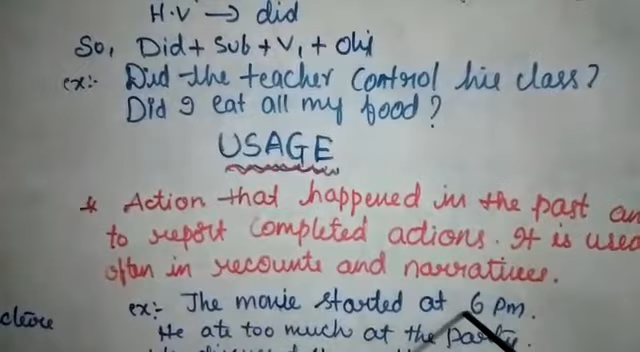 H.V → did
So, Did + Sub + V₁ + Obj
ex:- Did the teacher control his class?
Did I eat all my food?
USAGE
* Action that happened in the past an
to report completed actions. It is used
often in recounts and narratives.
ex:- The movie started at 6 pm.
He ate too much at the party.